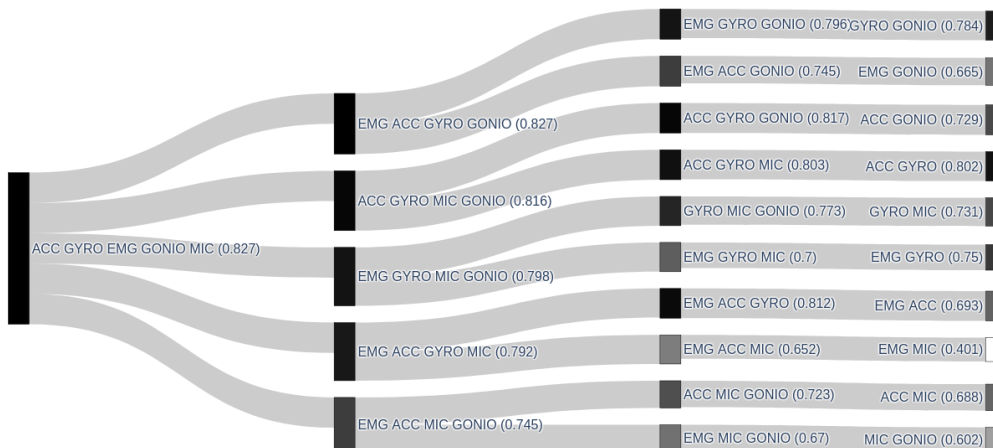 ACC GYRO EMG GONIO MIC (0.827)
EMG ACC GYRO GONIO (0.827)
ACC GYRO MIC GONIO (0.816)
EMG GYRO MIC GONIO (0.798)
EMG ACC GYRO MIC (0.792)
EMG ACC MIC GONIO (0.745)
EMG GYRO GONIO (0.796)
EMG ACC GONIO (0.745)
ACC GYRO GONIO (0.817)
ACC GYRO MIC (0.803)
GYRO MIC GONIO (0.773)
EMG GYRO MIC (0.7)
EMG ACC GYRO (0.812)
EMG ACC MIC (0.652)
ACC MIC GONIO (0.723)
EMG MIC GONIO (0.67)
GYRO GONIO (0.784)
EMG GONIO (0.665)
ACC GONIO (0.729)
ACC GYRO (0.802)
GYRO MIC (0.731)
EMG GYRO (0.75)
EMG ACC (0.693)
EMG MIC (0.401)
ACC MIC (0.688)
MIC GONIO (0.602)